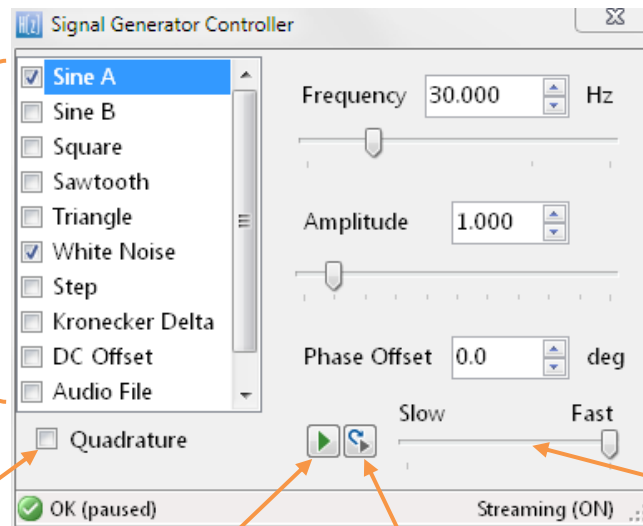 H[z] Signal Generator Controller
Sine A
Sine B
Square
Sawtooth
Triangle
White Noise
Step
Kronecker Delta
DC Offset
Audio File
Quadrature
Frequency 30.000 Hz
Amplitude 1.000
Phase Offset 0.0 deg
Slow Fast
OK (paused) Streaming (ON)